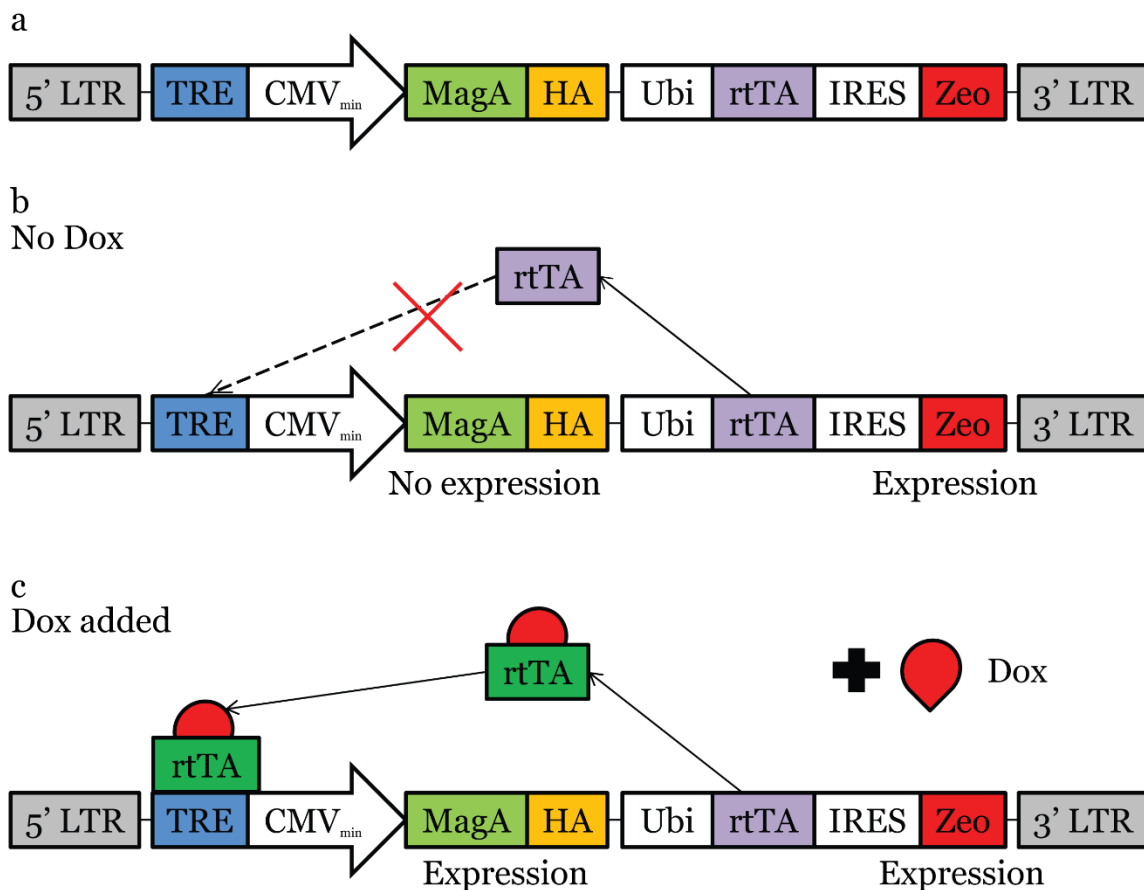 a
5’ LTR TRE CMVmin MagA HA Ubi rtTA IRES Zeo 3’ LTR
b
No Dox
rtTA
5’ LTR TRE CMVmin MagA HA Ubi rtTA IRES Zeo 3’ LTR
No expression Expression
c
Dox added
rtTA Dox
rtTA
5’ LTR TRE CMVmin MagA HA Ubi rtTA IRES Zeo 3’ LTR
Expression Expression